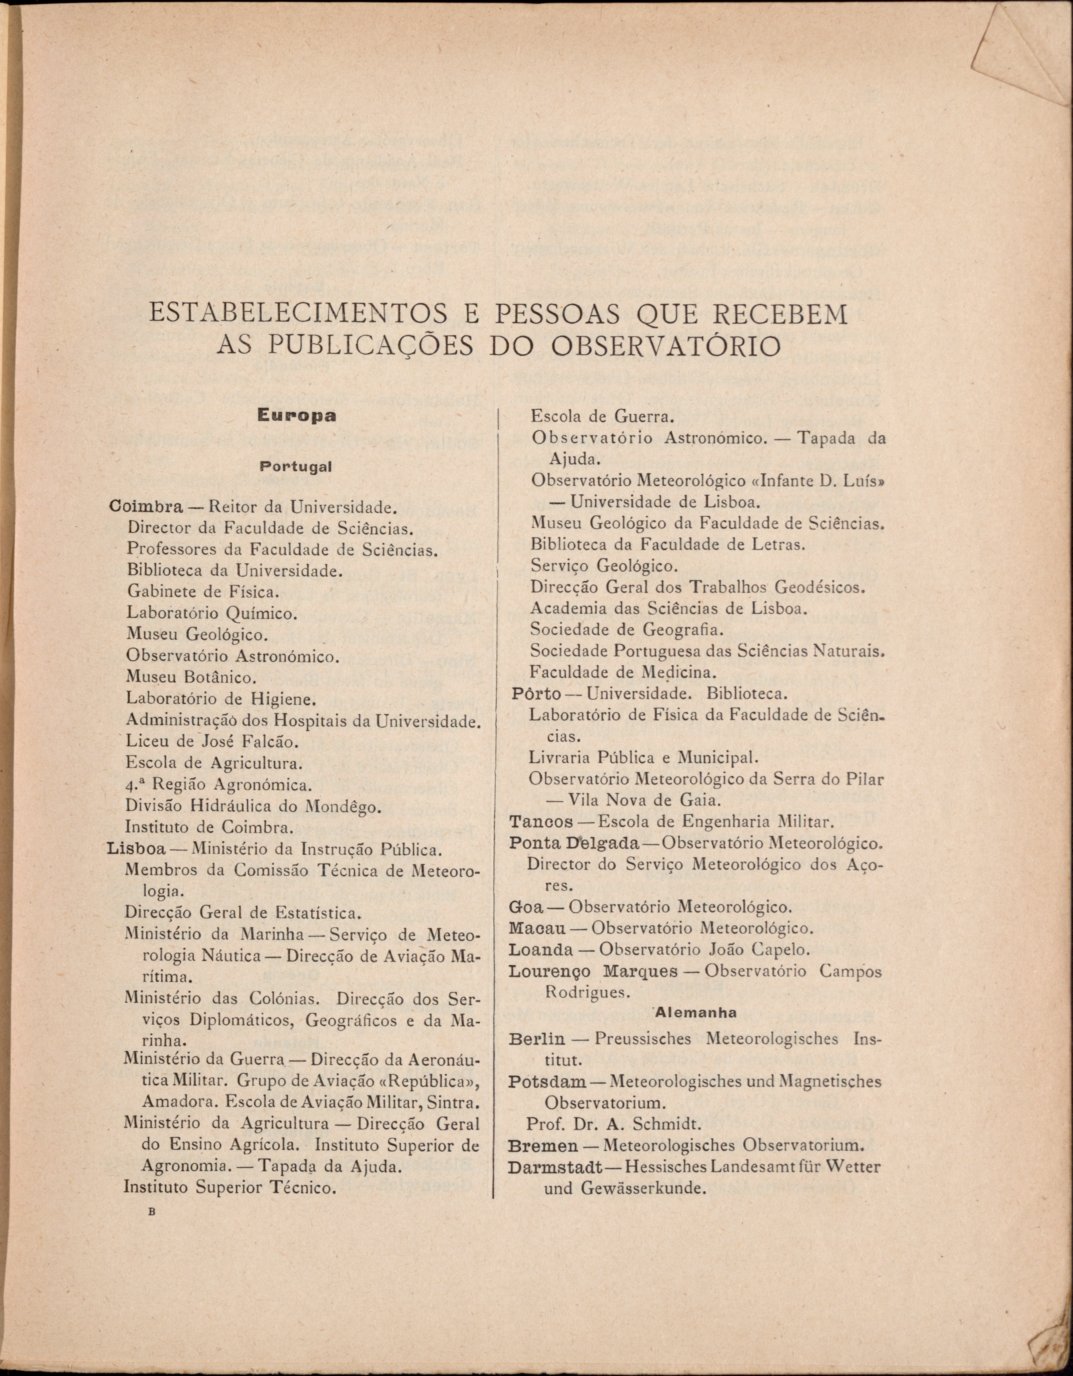 ESTABELECIMENTOS E PESSOAS QUE RECEBEM
AS PUBLICAÇÕES DO OBSERVATÓRIO
Europa
Portugal
Coimbra — Reitor da Universidade.
Director da Faculdade de Sciências.
Professores da Faculdade de Sciências.
Biblioteca da Universidade.
Gabinete de Física.
Laboratório Químico.
Museu Geológico.
Observatório Astronómico.
Museu Botânico.
Laboratório de Higiene.
Administração dos Hospitais da Universidade.
Liceu de José Falcão.
Escola de Agricultura.
4.ª Região Agronómica.
Divisão Hidráulica do Mondêgo.
Instituto de Coimbra.
Lisboa — Ministério da Instrução Pública.
Membros da Comissão Técnica de Meteoro-
logia.
Direcção Geral de Estatística.
Ministério da Marinha — Serviço de Meteo-
rologia Náutica — Direcção de Aviação Ma-
rítima.
Ministério das Colónias. Direcção dos Ser-
viços Diplomáticos, Geográficos e da Ma-
rinha.
Ministério da Guerra — Direcção da Aeronáu-
tica Militar. Grupo de Aviação «República»,
Amadora. Escola de Aviação Militar, Sintra.
Ministério da Agricultura — Direcção Geral
do Ensino Agrícola. Instituto Superior de
Agronomia. — Tapada da Ajuda.
Instituto Superior Técnico.
B
Escola de Guerra.
Observatório Astronómico. — Tapada da
Ajuda.
Observatório Meteorológico «Infante D. Luís»
— Universidade de Lisboa.
Museu Geológico da Faculdade de Sciências.
Biblioteca da Faculdade de Letras.
Serviço Geológico.
Direcção Geral dos Trabalhos Geodésicos.
Academia das Sciências de Lisboa.
Sociedade de Geografia.
Sociedade Portuguesa das Sciências Naturais.
Faculdade de Medicina.
Pôrto — Universidade. Biblioteca.
Laboratório de Física da Faculdade de Sciên-
cias.
Livraria Pública e Municipal.
Observatório Meteorológico da Serra do Pilar
— Vila Nova de Gaia.
Tancos — Escola de Engenharia Militar.
Ponta Delgada — Observatório Meteorológico.
Director do Serviço Meteorológico dos Aço-
res.
Goa — Observatório Meteorológico.
Macau — Observatório Meteorológico.
Loanda — Observatório João Capelo.
Lourenço Marques — Observatório Campos
Rodrigues.
Alemanha
Berlin — Preussisches Meteorologisches Ins-
titut.
Potsdam — Meteorologisches und Magnetisches
Observatorium.
Prof. Dr. A. Schmidt.
Bremen — Meteorologisches Observatorium.
Darmstadt — Hessisches Landesamt für Wetter
und Gewässerkunde.